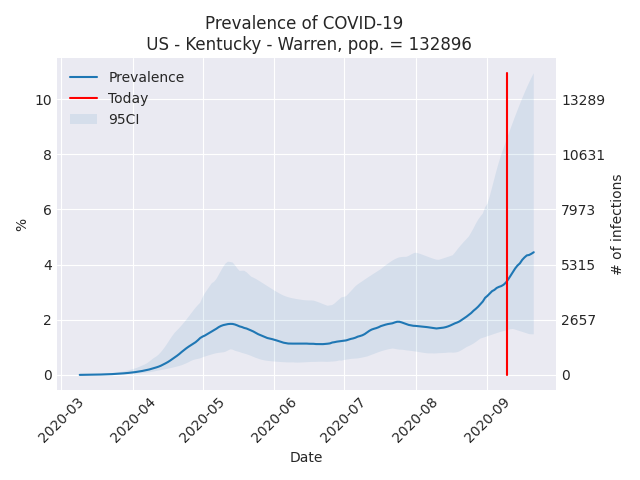 Prevalence of COVID-19
US - Kentucky - Warren, pop. = 132896
Prevalence
Today
95CI
%
10
8
6
4
2
0
13289
10631
7973
5315
2657
0
# of infections
2020-03
2020-04
2020-05
2020-06
2020-07
2020-08
2020-09
Date